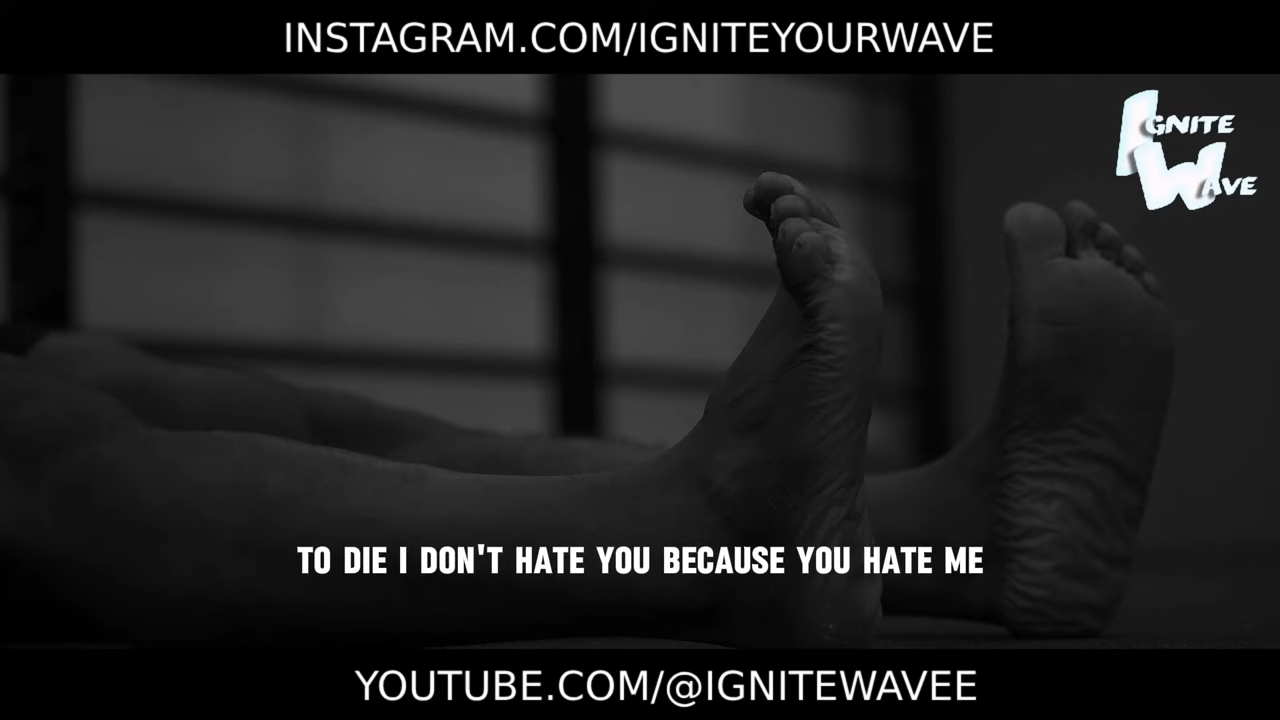 INSTAGRAM.COM/IGNITEYOURWAVE
IGNITE
WAVE
TO DIE I DON'T HATE YOU BECAUSE YOU HATE ME
YOUTUBE.COM/@IGNITEWAVEE